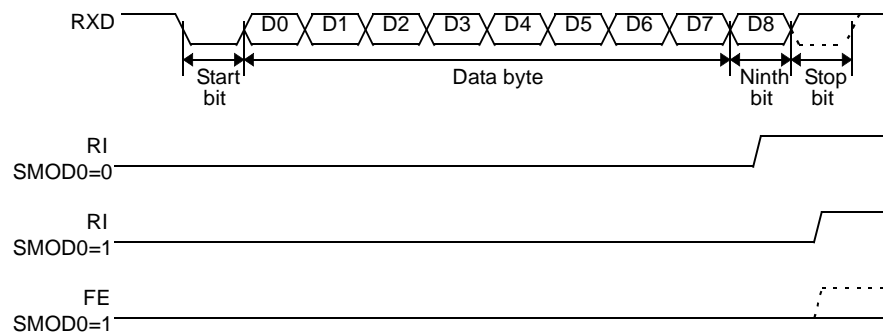 RXD D0 D1 D2 D3 D4 D5 D6 D7 D8
Start bit
Data byte
Ninth bit
Stop bit
RI
SMOD0=0
RI
SMOD0=1
FE
SMOD0=1